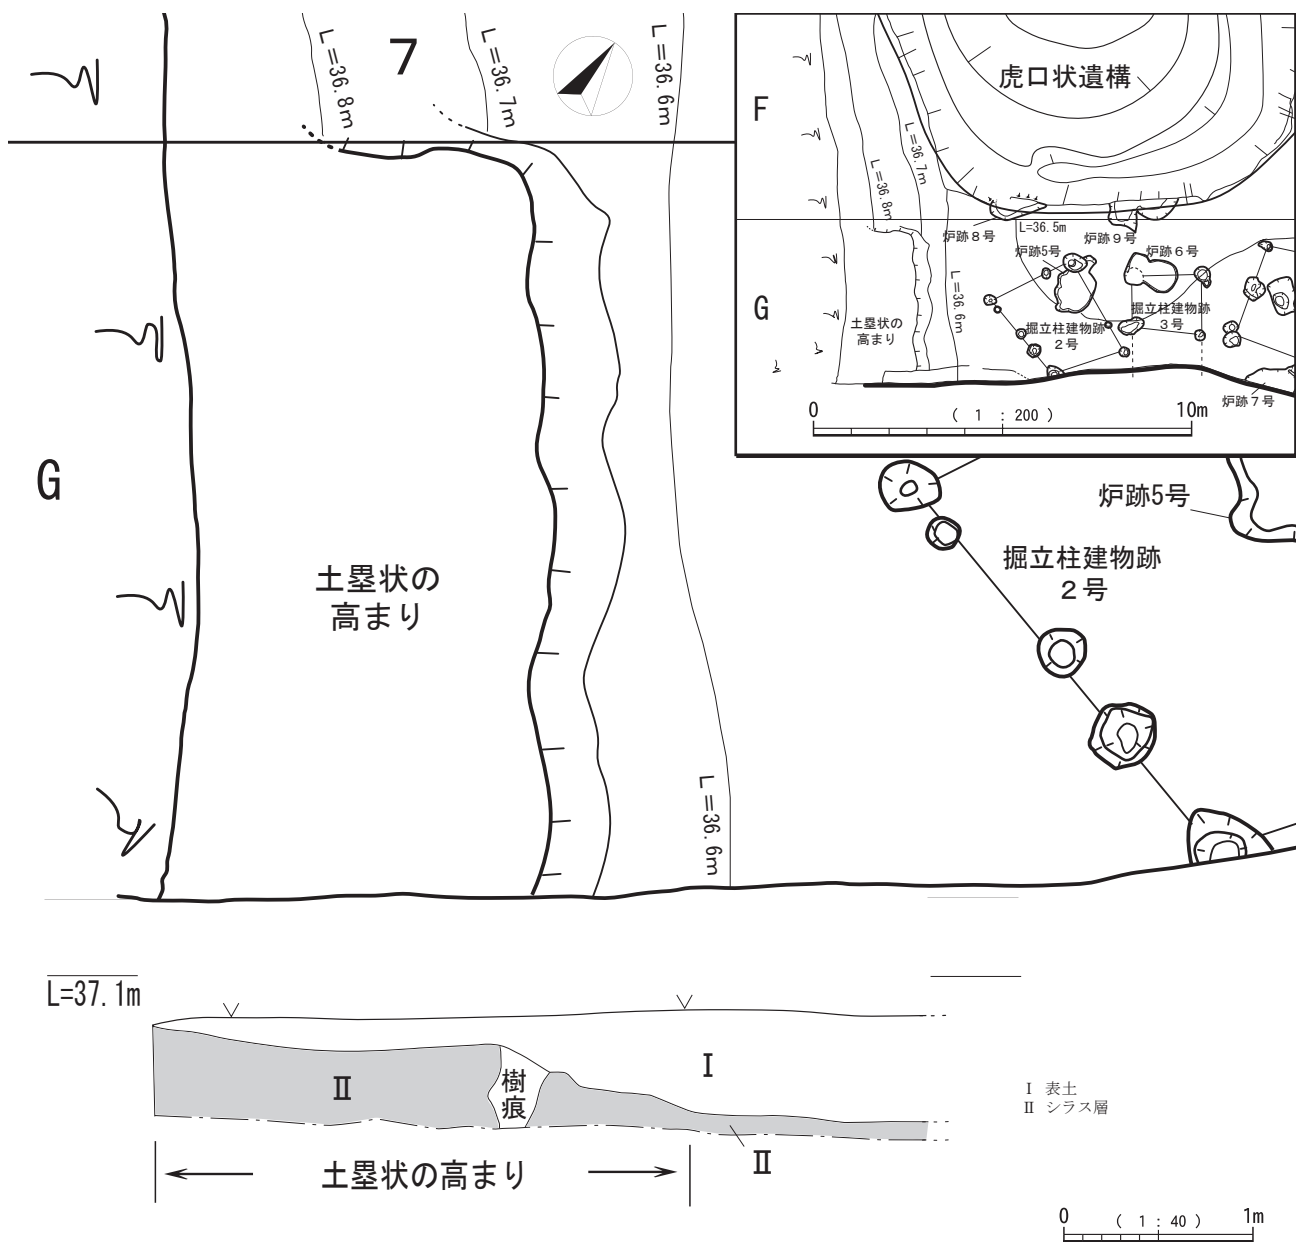 7
L=36.8m
L=36.7m
L=36.6m
G
土塁状の
高まり
L=36.6m
炉跡5号
掘立柱建物跡
2号
F
虎口状遺構
L=36.7m
L=36.8m
炉跡8号
L=36.5m
炉跡9号
炉跡5号
炉跡6号
G
L=36.6m
土塁状の
高まり
掘立柱建物跡
2号
掘立柱建物跡
3号
炉跡7号
0 ( 1 : 200 ) 10m
L=37.1m
Ⅰ
Ⅱ
樹
痕
Ⅱ
土塁状の高まり
Ⅰ 表土
Ⅱ シラス層
0 ( 1 : 40 ) 1m